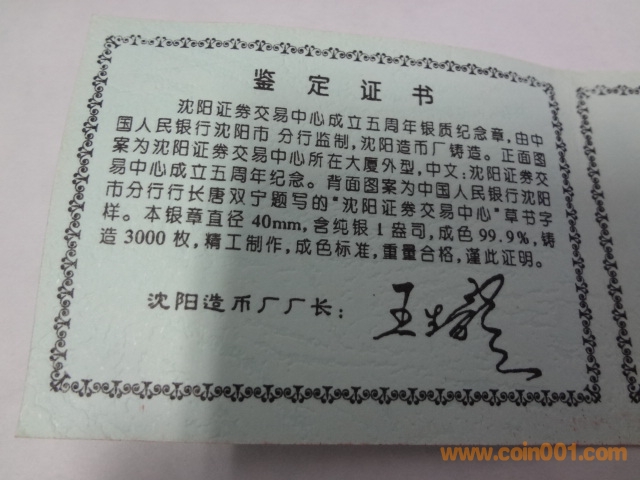 鉴定证书
沈阳证券交易中心成立五周年银质纪念章,由中
国人民银行沈阳市 分行监制,沈阳造币厂铸造。正面图
案为沈阳证券交易中心所在大厦外型,中文:沈阳证券交
易中心成立五周年纪念。背面图案为中国人民银行沈阳
市分行行长唐双宁题写的"沈阳证券交易中心"草书字
样。本银章直径40mm,含纯银1盎司,成色99.9%,铸
造3000枚,精工制作,成色标准,重量合格,谨此证明。
沈阳造币厂厂长:
www.coin001.com